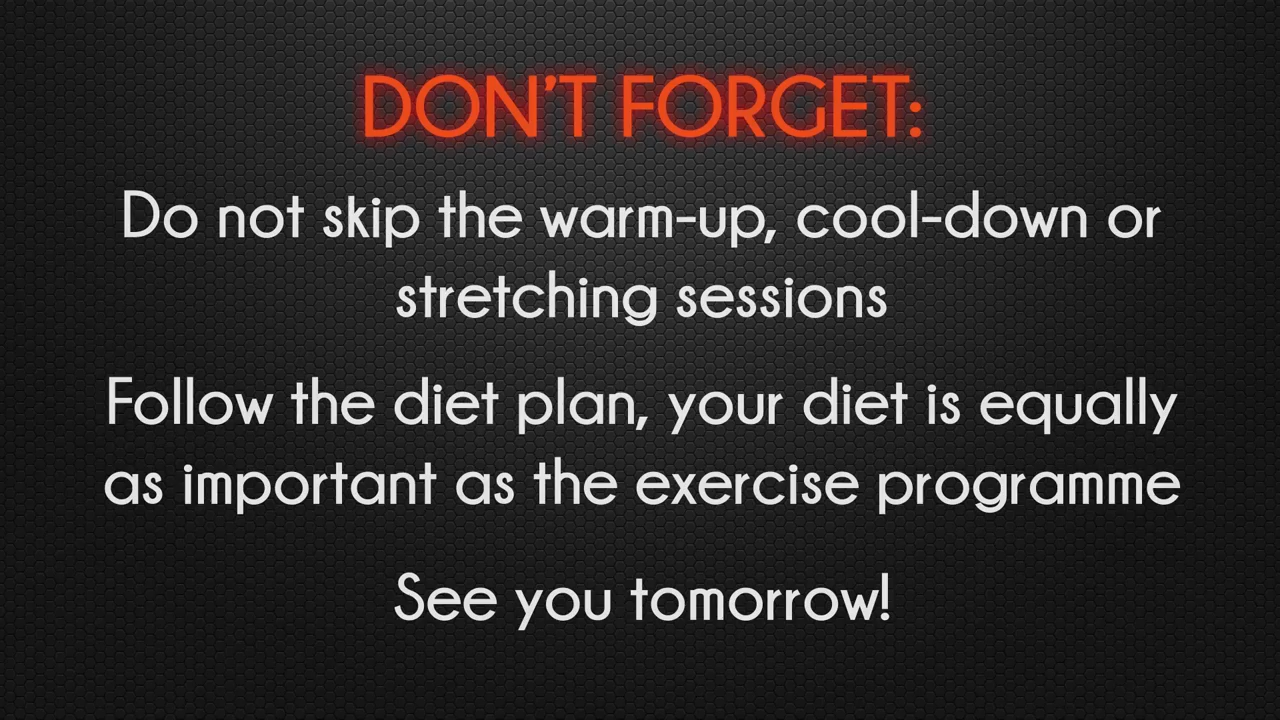 DON'T FORGET:
Do not skip the warm-up, cool-down or
stretching sessions
Follow the diet plan, your diet is equally
as important as the exercise programme
See you tomorrow!